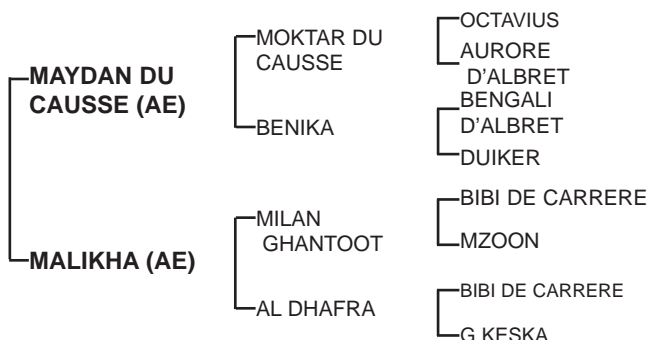 MAYDAN DU
CAUSSE (AE)
MALIKHA (AE)
MOKTAR DU
CAUSSE
BENIKA
MILAN
GHANTOOT
AL DHAFRA
OCTAVIUS
AURORE
D'ALBRET
BENGALI
D'ALBRET
DUIKER
BIBI DE CARRERE
MZOON
BIBI DE CARRERE
G KESKA